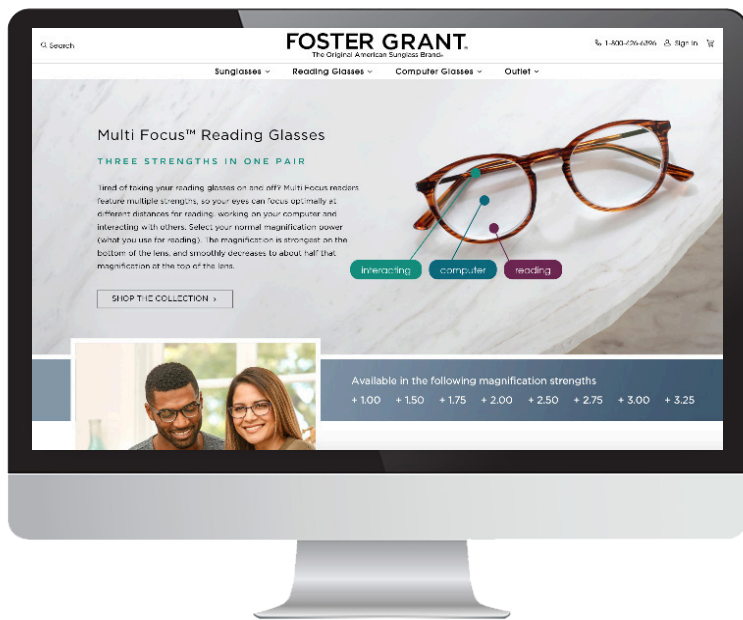 Search
FOSTER GRANT®
The Original American Sunglass Brand®
1-800-426-6396 Sign In
Sunglasses Reading Glasses Computer Glasses Outlet
Multi Focus™ Reading Glasses
THREE STRENGTHS IN ONE PAIR
Tired of taking your reading glasses on and off? Multi Focus readers
feature multiple strengths, so your eyes can focus optimally at
different distances for reading, working on your computer and
interacting with others. Select your normal magnification power
(what you use for reading). The magnification is strongest on the
bottom of the lens, and smoothly decreases to about half that
magnification at the top of the lens.
interacting computer reading
SHOP THE COLLECTION >
Available in the following magnification strengths
+ 1.00 + 1.50 + 1.75 + 2.00 + 2.50 + 2.75 + 3.00 + 3.25